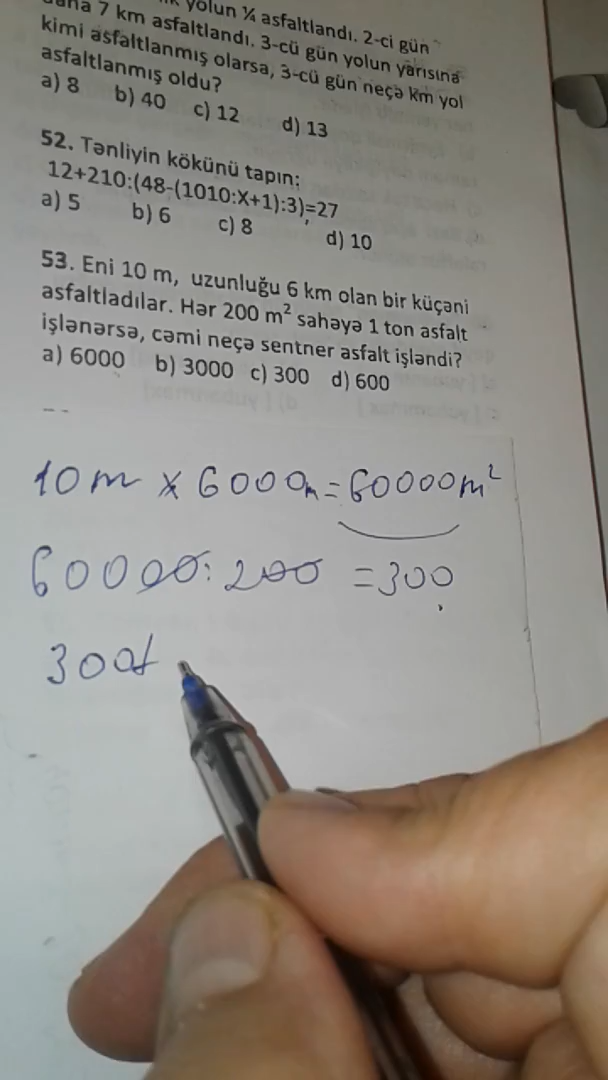 yolun ¼ asfaltlandı. 2-ci gün
daha 7 km asfaltlandı. 3-cü gün yolun yarısına
kimi asfaltlanmış olarsa, 3-cü gün neçə km yol
asfaltlanmış oldu?
a) 8 b) 40 c) 12 d) 13
52. Tənliyin kökünü tapın:
12+210:(48-(1010:X+1):3)=27
a) 5 b) 6 c) 8 d) 10
53. Eni 10 m, uzunluğu 6 km olan bir küçəni
asfaltladılar. Hər 200 m² sahəyə 1 ton asfalt
işlənərsə, cəmi neçə sentner asfalt işləndi?
a) 6000 b) 3000 c) 300 d) 600
10m x 6000m=60000m²
60000:200 =300
300t